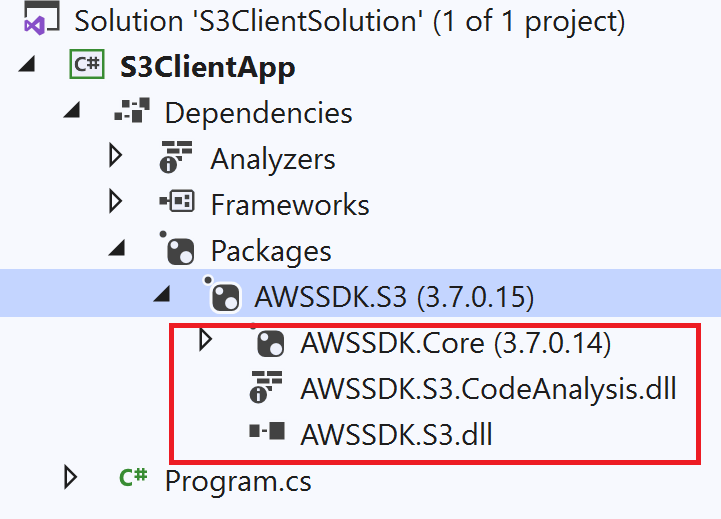 Solution 'S3ClientSolution' (1 of 1 project)
C# S3ClientApp
Dependencies
Analyzers
Frameworks
Packages
AWSSDK.S3 (3.7.0.15)
AWSSDK.Core (3.7.0.14)
AWSSDK.S3.CodeAnalysis.dll
AWSSDK.S3.dll
C# Program.cs